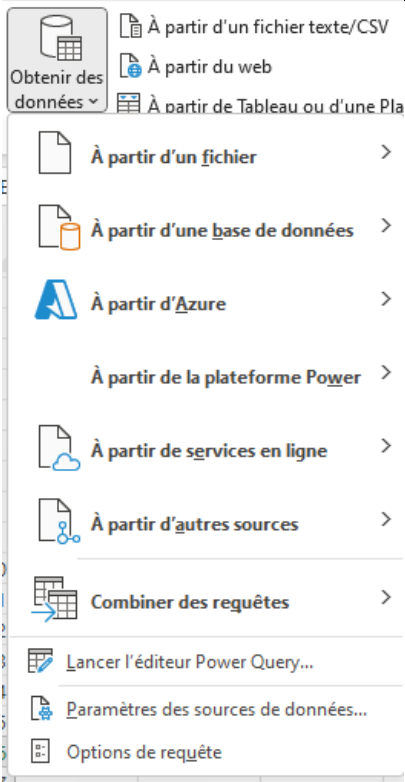 Obtenir des
données
À partir d’un fichier texte/CSV
À partir du web
À partir de Tableau ou d’une Pla
À partir d’un fichier
À partir d’une base de données
À partir d’Azure
À partir de la plateforme Power
À partir de services en ligne
À partir d’autres sources
Combiner des requêtes
Lancer l’éditeur Power Query...
Paramètres des sources de données...
Options de requête